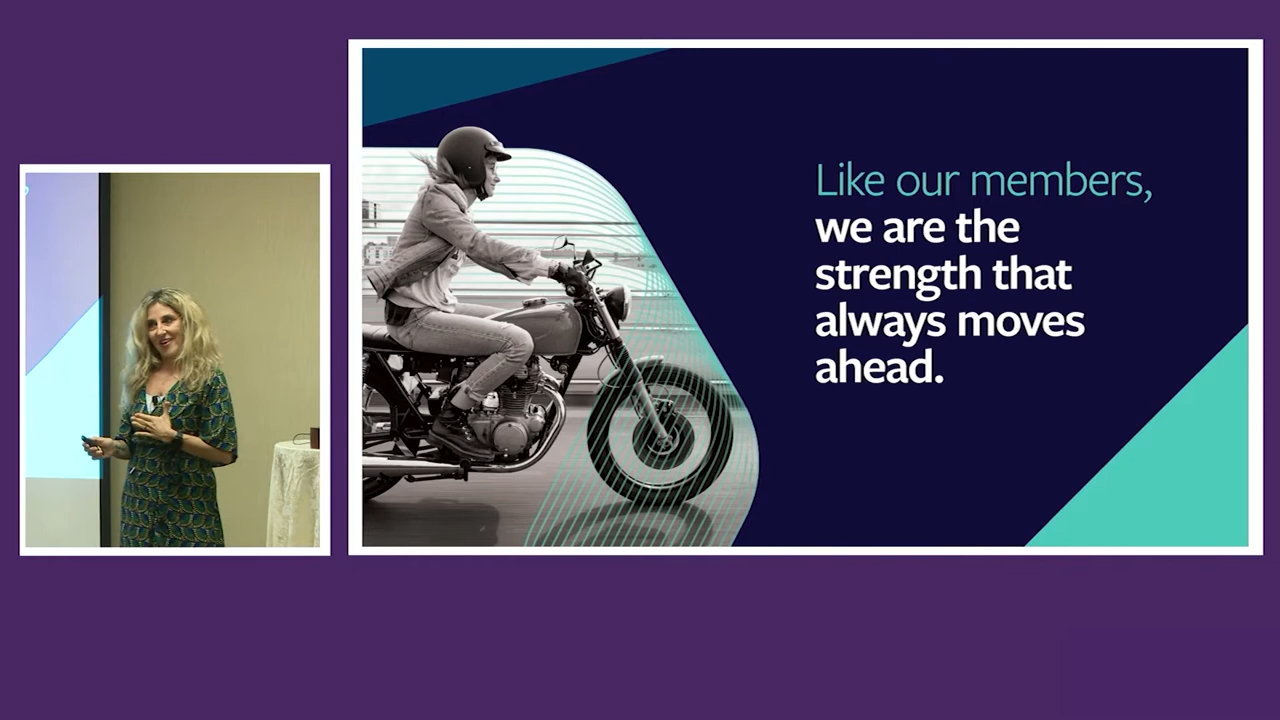 Like our members,
we are the
strength that
always moves
ahead.